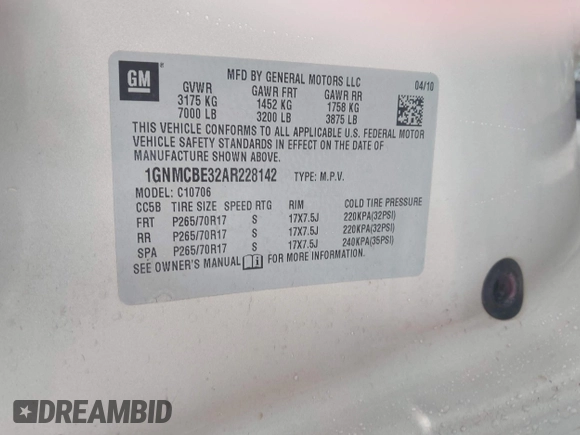 GM
MFD BY GENERAL MOTORS LLC
04/10
GVWR GAWR FRT GAWR RR
3175 KG 1452 KG 1758 KG
7000 LB 3200 LB 3875 LB
THIS VEHICLE CONFORMS TO ALL APPLICABLE U.S. FEDERAL MOTOR
VEHICLE SAFETY STANDARDS IN EFFECT ON THE DATE OF
MANUFACTURE SHOWN ABOVE.
1GNMCBE32AR228142 TYPE: M.P.V.
MODEL: C10706
CC5B TIRE SIZE SPEED RTG RIM COLD TIRE PRESSURE
FRT P265/70R17 S 17X7.5J 220KPA(32PSI)
RR P265/70R17 S 17X7.5J 220KPA(32PSI)
SPA P265/70R17 S 17X7.5J 240KPA(35PSI)
SEE OWNER'S MANUAL FOR MORE INFORMATION.
DREAMBID